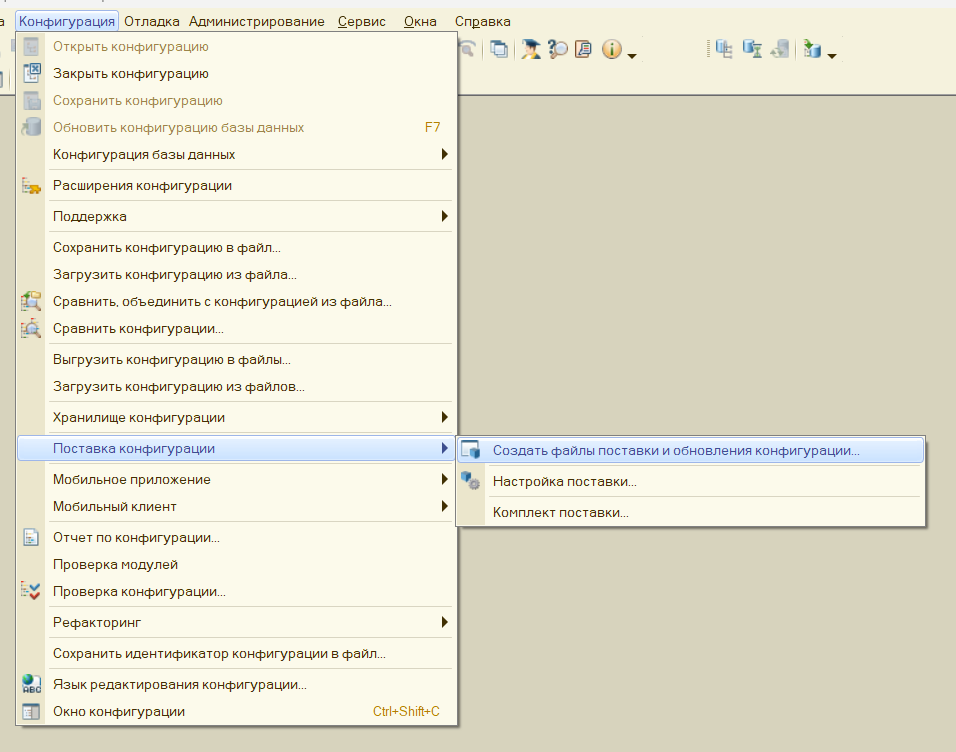 Конфигурация Отладка Администрирование Сервис Окна Справка
Открыть конфигурацию
Закрыть конфигурацию
Сохранить конфигурацию
Обновить конфигурацию базы данных F7
Конфигурация базы данных
Расширения конфигурации
Поддержка
Сохранить конфигурацию в файл...
Загрузить конфигурацию из файла...
Сравнить, объединить с конфигурацией из файла...
Сравнить конфигурации...
Выгрузить конфигурацию в файлы...
Загрузить конфигурацию из файлов...
Хранилище конфигурации
Поставка конфигурации
Создать файлы поставки и обновления конфигурации...
Настройка поставки...
Комплект поставки...
Мобильное приложение
Мобильный клиент
Отчет по конфигурации...
Проверка модулей
Проверка конфигурации...
Рефакторинг
Сохранить идентификатор конфигурации в файл...
Язык редактирования конфигурации...
Окно конфигурации Ctrl+Shift+C